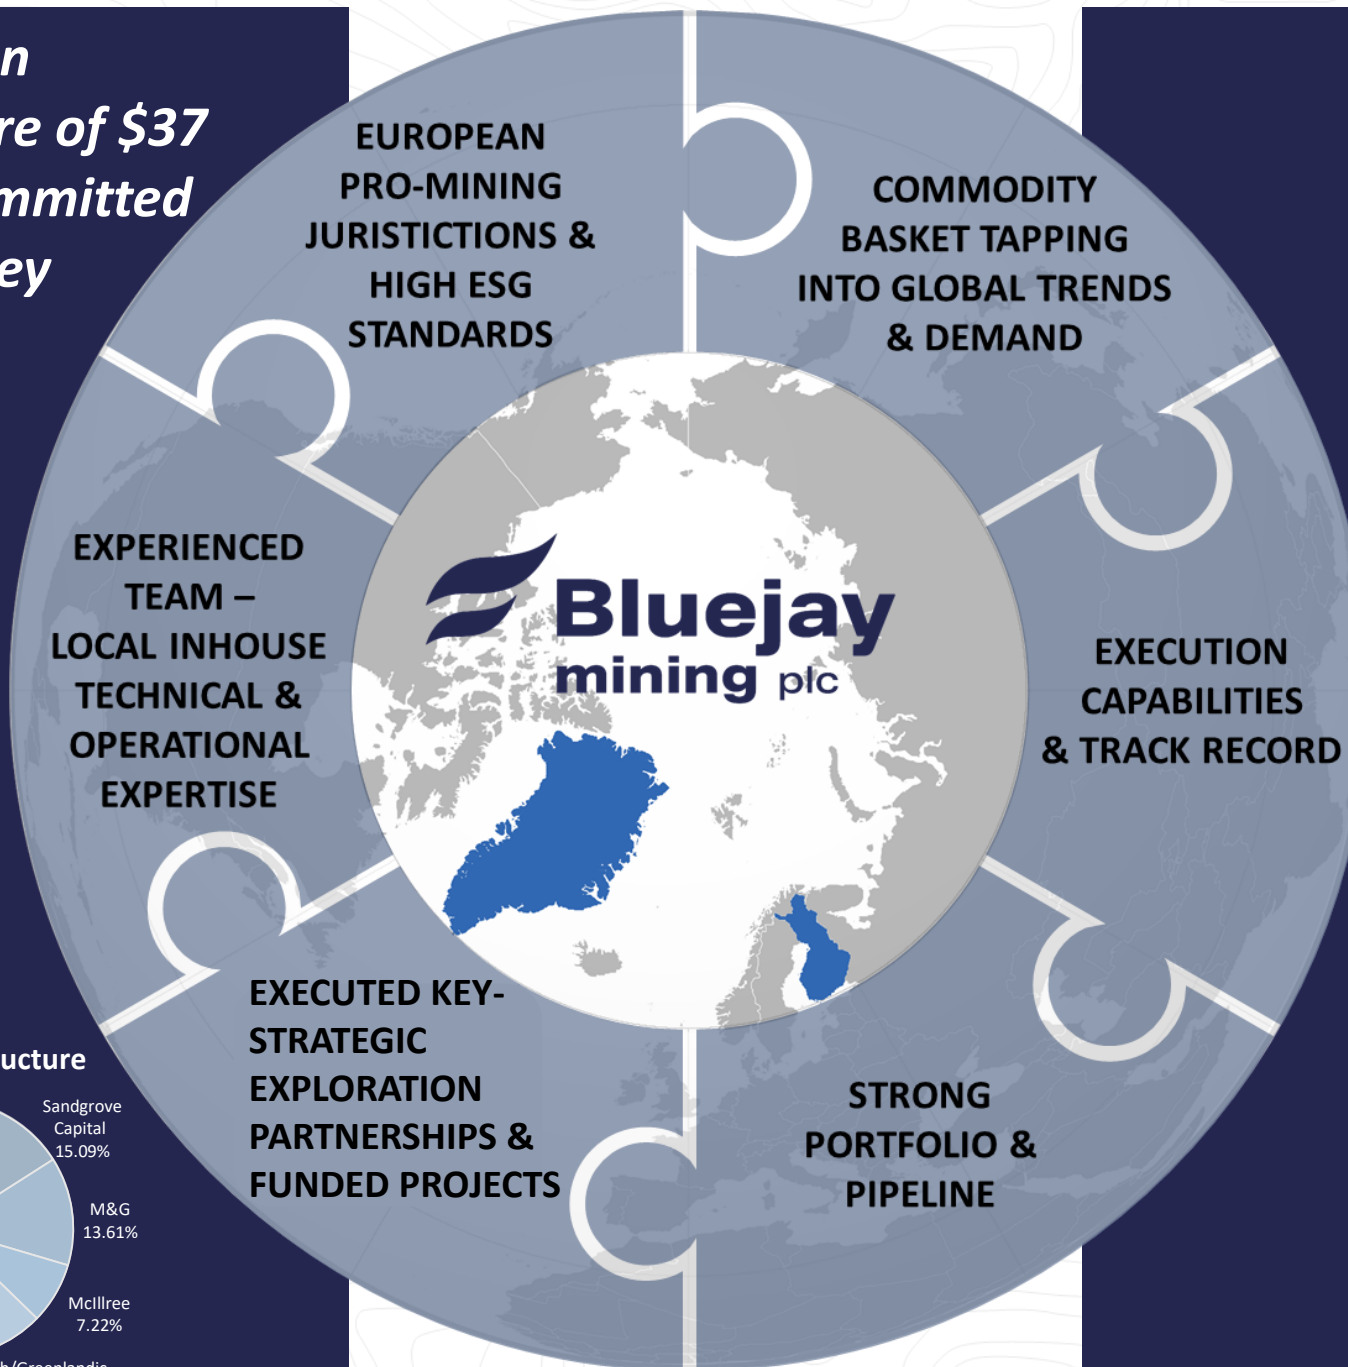 n
re of $37
mmitted
ey
EUROPEAN
PRO-MINING
JURISTICTIONS &
HIGH ESG
STANDARDS
COMMODITY
BASKET TAPPING
INTO GLOBAL TRENDS
& DEMAND
EXPERIENCED
TEAM –
LOCAL INHOUSE
TECHNICAL &
OPERATIONAL
EXPERTISE
Bluejay
mining plc
EXECUTION
CAPABILITIES
& TRACK RECORD
EXECUTED KEY-
STRATEGIC
EXPLORATION
PARTNERSHIPS &
FUNDED PROJECTS
STRONG
PORTFOLIO &
PIPELINE
ucture
Sandgrove
Capital
15.09%
M&G
13.61%
McIllree
7.22%